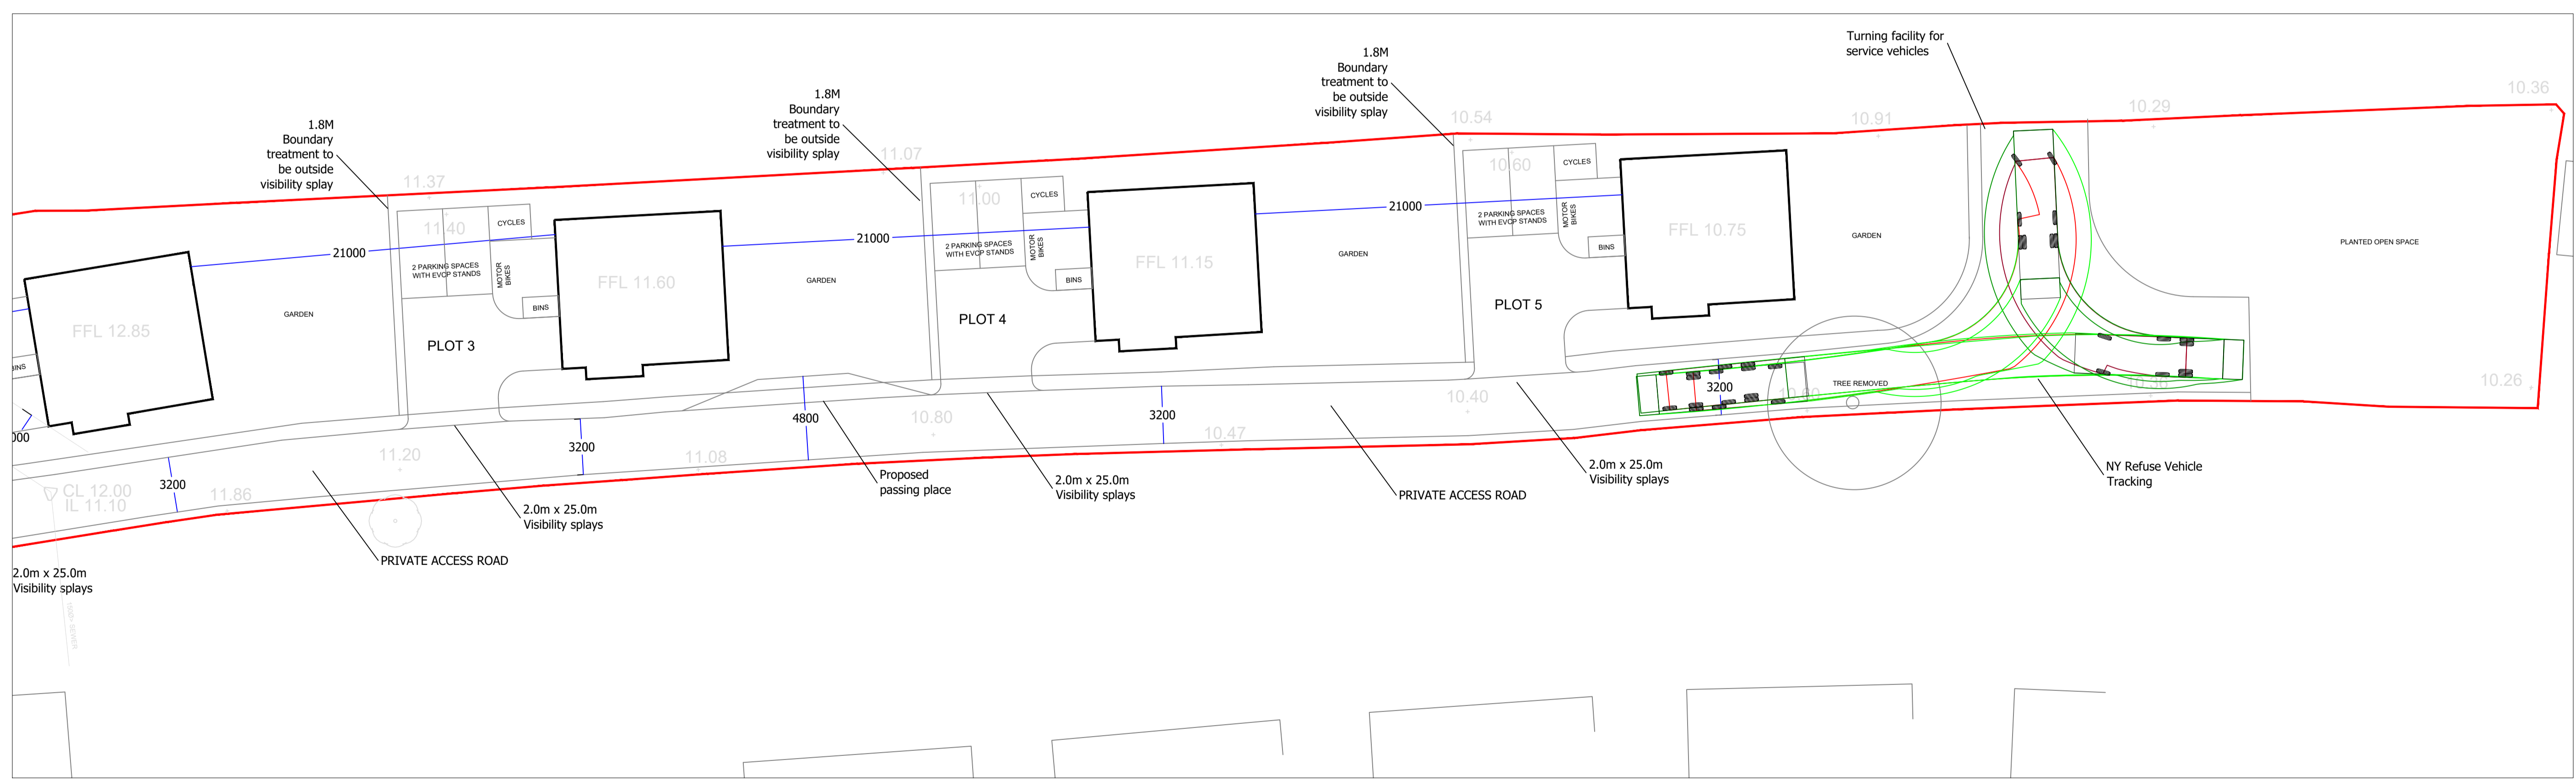 1.8M
Boundary
treatment to
be outside
visibility splay
1.8M
Boundary
treatment to
be outside
visibility splay
1.8M
Boundary
treatment to
be outside
visibility splay
Turning facility for
service vehicles
10.36
10.29
10.91
10.54
11.07
11.37
11.40
11.00
10.60
CYCLES
CYCLES
CYCLES
2 PARKING SPACES
WITH EVCP STANDS
MOTOR
BIKES
BINS
2 PARKING SPACES
WITH EVCP STANDS
MOTOR
BIKES
BINS
2 PARKING SPACES
WITH EVCP STANDS
MOTOR
BIKES
BINS
21000
21000
21000
FFL 12.85
FFL 11.60
FFL 11.15
FFL 10.75
GARDEN
GARDEN
GARDEN
GARDEN
PLANTED OPEN SPACE
PLOT 3
PLOT 4
PLOT 5
3200
3200
4800
3200
3200
TREE REMOVED
10.26
10.40
10.47
10.80
11.08
11.20
11.86
CL 12.00
IL 11.10
Proposed
passing place
2.0m x 25.0m
Visibility splays
2.0m x 25.0m
Visibility splays
2.0m x 25.0m
Visibility splays
2.0m x 25.0m
Visibility splays
PRIVATE ACCESS ROAD
PRIVATE ACCESS ROAD
NY Refuse Vehicle
Tracking
SEWER